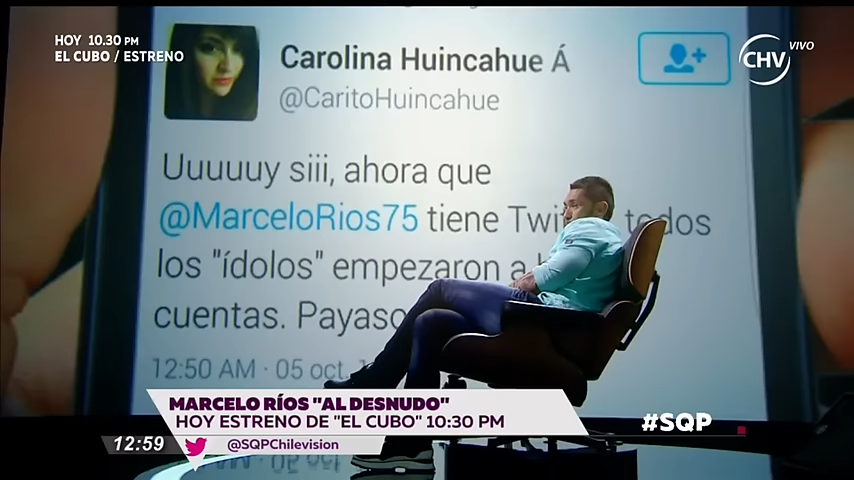 HOY 10.30 PM
EL CUBO / ESTRENO
CHV VIVO
Carolina Huincahue Á
@CaritoHuincahue
Uuuuuy siii, ahora que
@MarceloRios75 tiene
los "ídolos" empezaron a
cuentas.
12:50 AM · 05 oct.
MARCELO RÍOS "AL DESNUDO"
HOY ESTRENO DE "EL CUBO" 10:30 PM
#SQP
12:59
@SQPChilevision